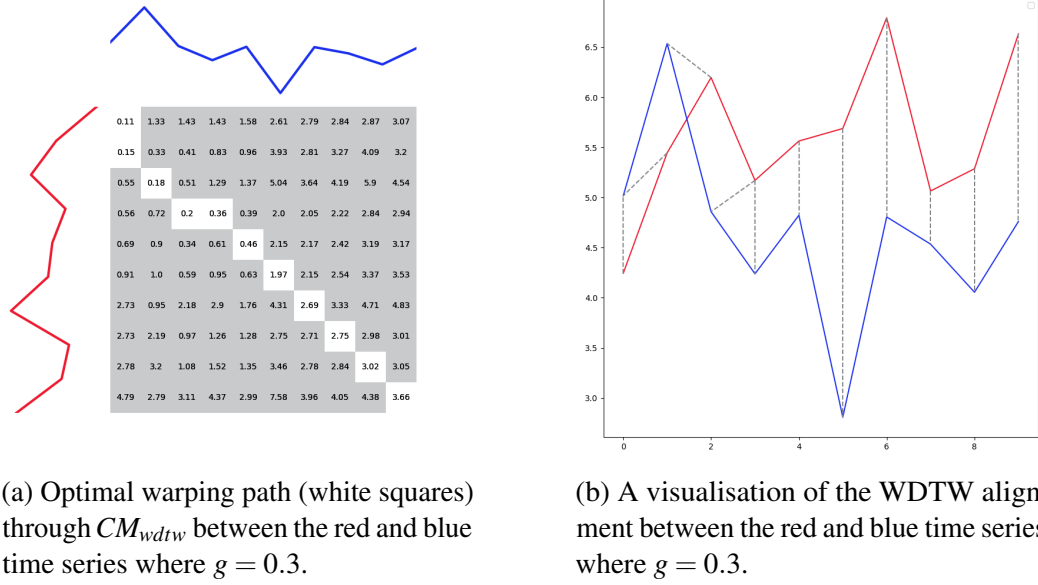 0.11 1.33 1.43 1.43 1.58 2.61 2.79 2.84 2.87 3.07
0.15 0.33 0.41 0.83 0.96 3.93 2.81 3.27 4.09 3.2
0.55 0.18 0.51 1.29 1.37 5.04 3.64 4.19 5.9 4.54
0.56 0.72 0.2 0.36 0.39 2.0 2.05 2.22 2.84 2.94
0.69 0.9 0.34 0.61 0.46 2.15 2.17 2.42 3.19 3.17
0.91 1.0 0.59 0.95 0.63 1.97 2.15 2.54 3.37 3.53
2.73 0.95 2.18 2.9 1.76 4.31 2.69 3.33 4.71 4.83
2.73 2.19 0.97 1.26 1.28 2.75 2.71 2.75 2.98 3.01
2.78 3.2 1.08 1.52 1.35 3.46 2.78 2.84 3.02 3.05
4.79 2.79 3.11 4.37 2.99 7.58 3.96 4.05 4.38 3.66
(a) Optimal warping path (white squares)
through CM_wdtw between the red and blue
time series where g = 0.3.
6.5
6.0
5.5
5.0
4.5
4.0
3.5
3.0
0 2 4 6 8
(b) A visualisation of the WDTW align-
ment between the red and blue time series
where g = 0.3.